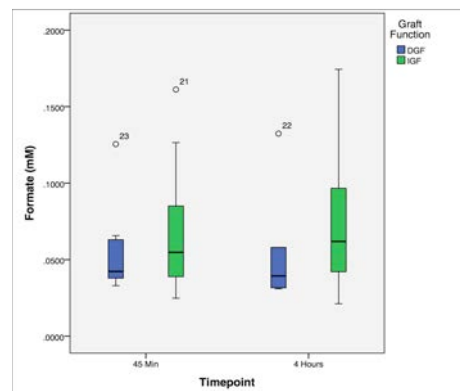 Graft
Function
DGF
IGF
.2000
.1500
.1000
.0500
.0000
Formate (mM)
23
21
22
45 Min
4 Hours
Timepoint